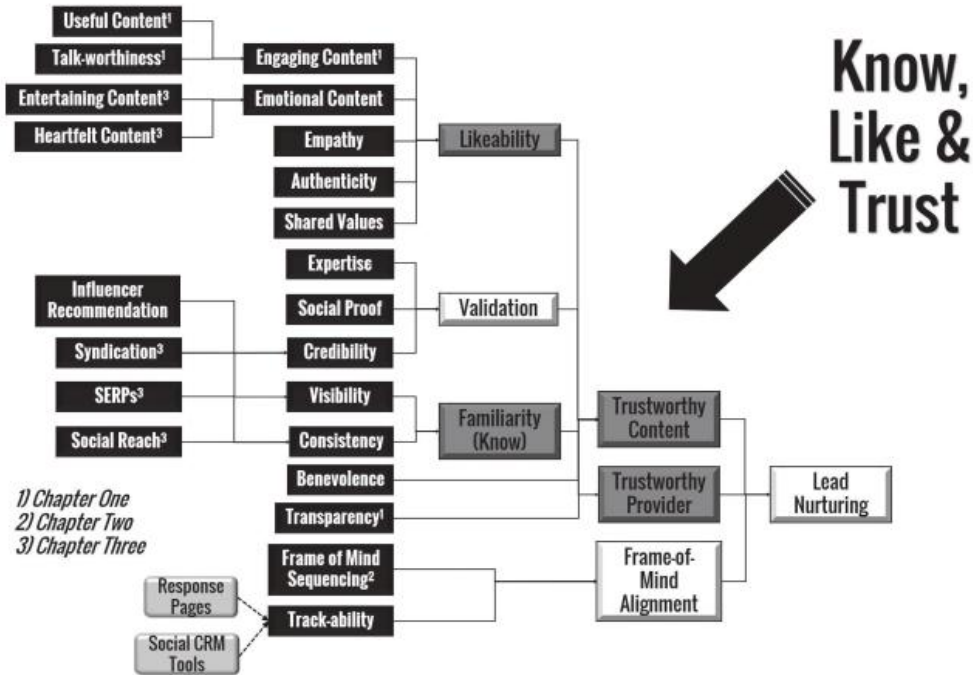 Useful Content¹
Talk-worthiness¹
Entertaining Content³
Heartfelt Content³
Engaging Content¹
Emotional Content
Empathy
Authenticity
Shared Values
Likeability
Know,
Like &
Trust
Expertise
Social Proof
Credibility
Validation
Influencer
Recommendation
Syndication³
SERPs³
Social Reach³
Visibility
Consistency
Familiarity
(Know)
Benevolence
Transparency¹
Trustworthy
Content
Trustworthy
Provider
Lead
Nurturing
1) Chapter One
2) Chapter Two
3) Chapter Three
Frame of Mind
Sequencing²
Track-ability
Frame-of-
Mind
Alignment
Response
Pages
Social CRM
Tools